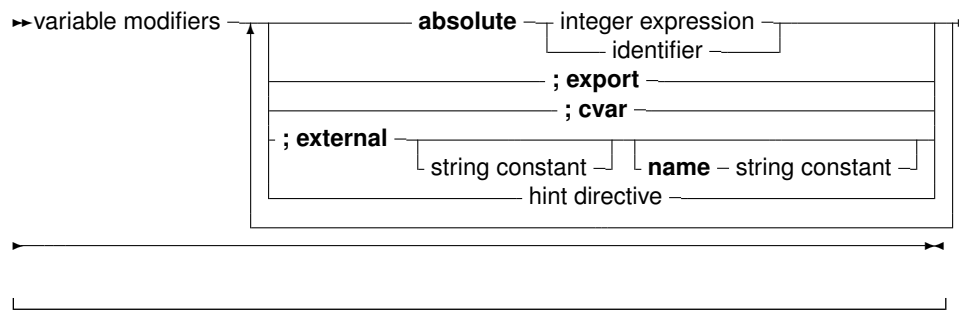 variable modifiers absolute integer expression
identifier
; export
; cvar
; external
string constant name string constant
hint directive